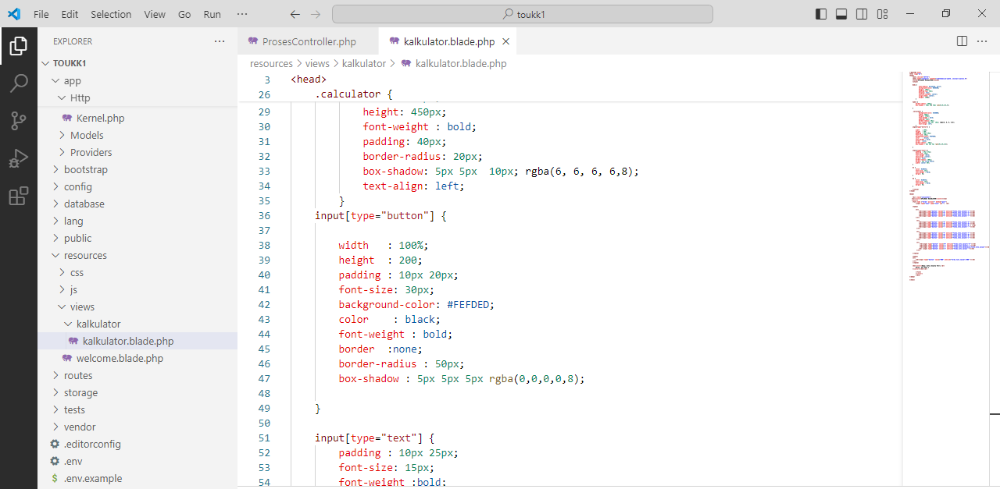 File Edit Selection View Go Run ··· toukk1
EXPLORER ···
TOUKK1
app
Http
Kernel.php
Models
Providers
bootstrap
config
database
lang
public
resources
css
js
views
kalkulator
kalkulator.blade.php
welcome.blade.php
routes
storage
tests
vendor
.editorconfig
.env
$ .env.example
ProsesController.php kalkulator.blade.php
resources > views > kalkulator > kalkulator.blade.php
3 <head>
26 .calculator {
29 height: 450px;
30 font-weight : bold;
31 padding: 40px;
32 border-radius: 20px;
33 box-shadow: 5px 5px  10px; rgba(6, 6, 6, 6,8);
34 text-align: left;
35 }
36 input[type="button"] {
37
38 width   : 100%;
39 height  : 200;
40 padding : 10px 20px;
41 font-size: 30px;
42 background-color: #FEFDED;
43 color    : black;
44 font-weight : bold;
45 border  :none;
46 border-radius : 50px;
47 box-shadow : 5px 5px 5px rgba(0,0,0,0,8);
48
49 }
50
51 input[type="text"] {
52 padding : 10px 25px;
53 font-size: 15px;
54 font-weight :bold;